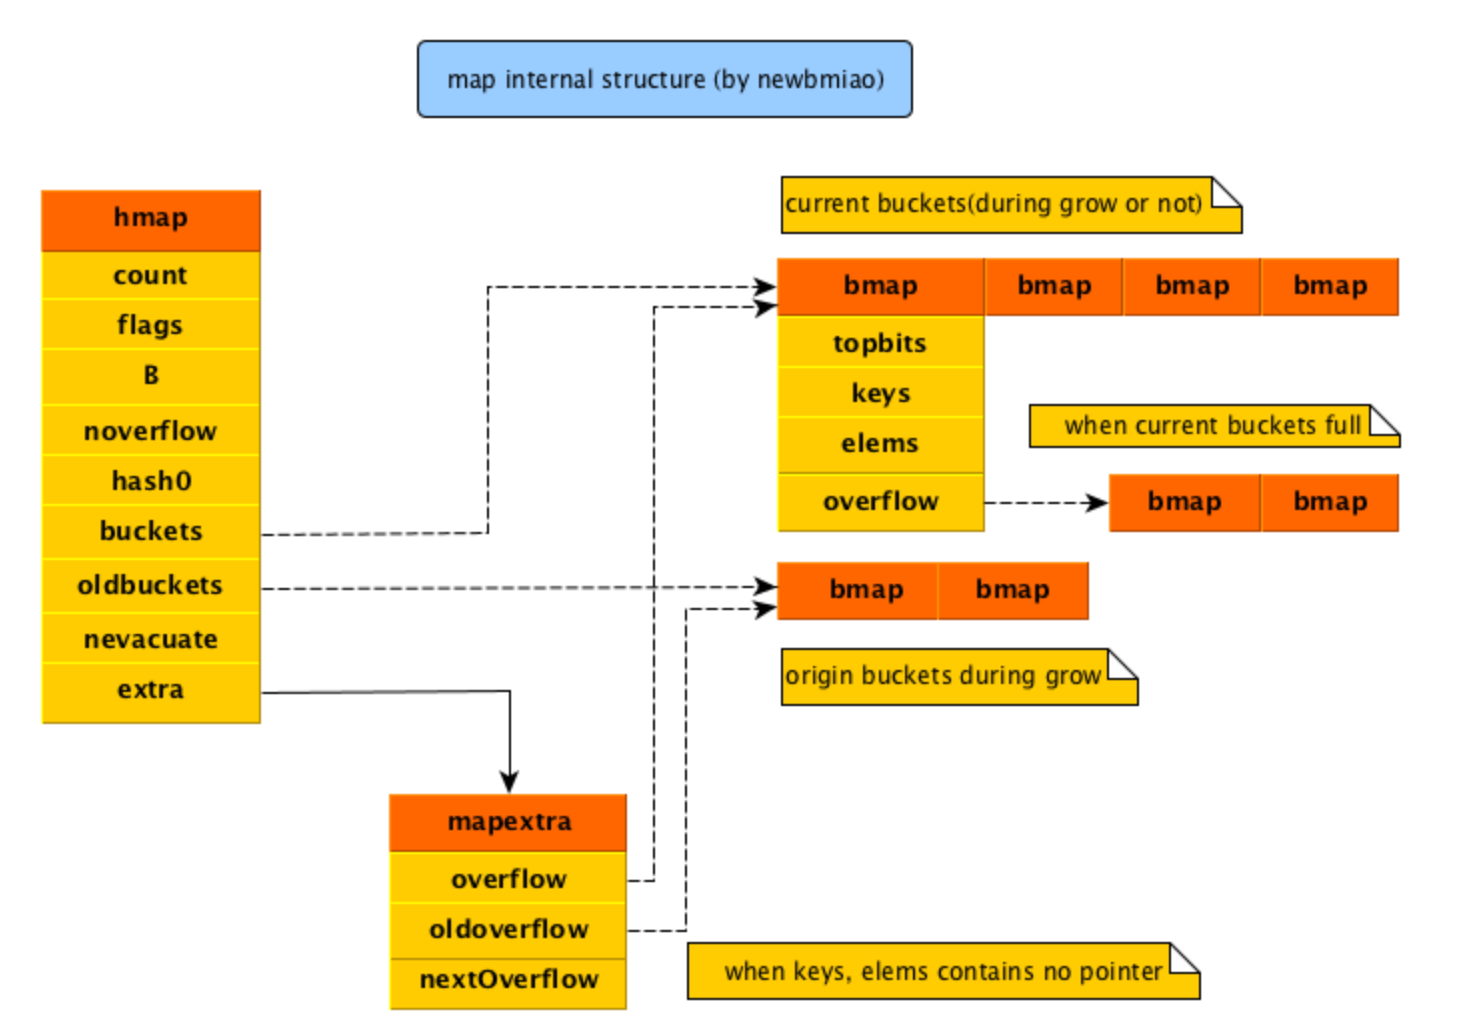 map internal structure (by newbmiao)
hmap
count
flags
B
noverflow
hash0
buckets
oldbuckets
nevacuate
extra
current buckets(during grow or not)
bmap bmap bmap bmap
topbits
keys
elems
overflow
when current buckets full
bmap bmap
bmap bmap
origin buckets during grow
mapextra
overflow
oldoverflow
nextOverflow
when keys, elems contains no pointer